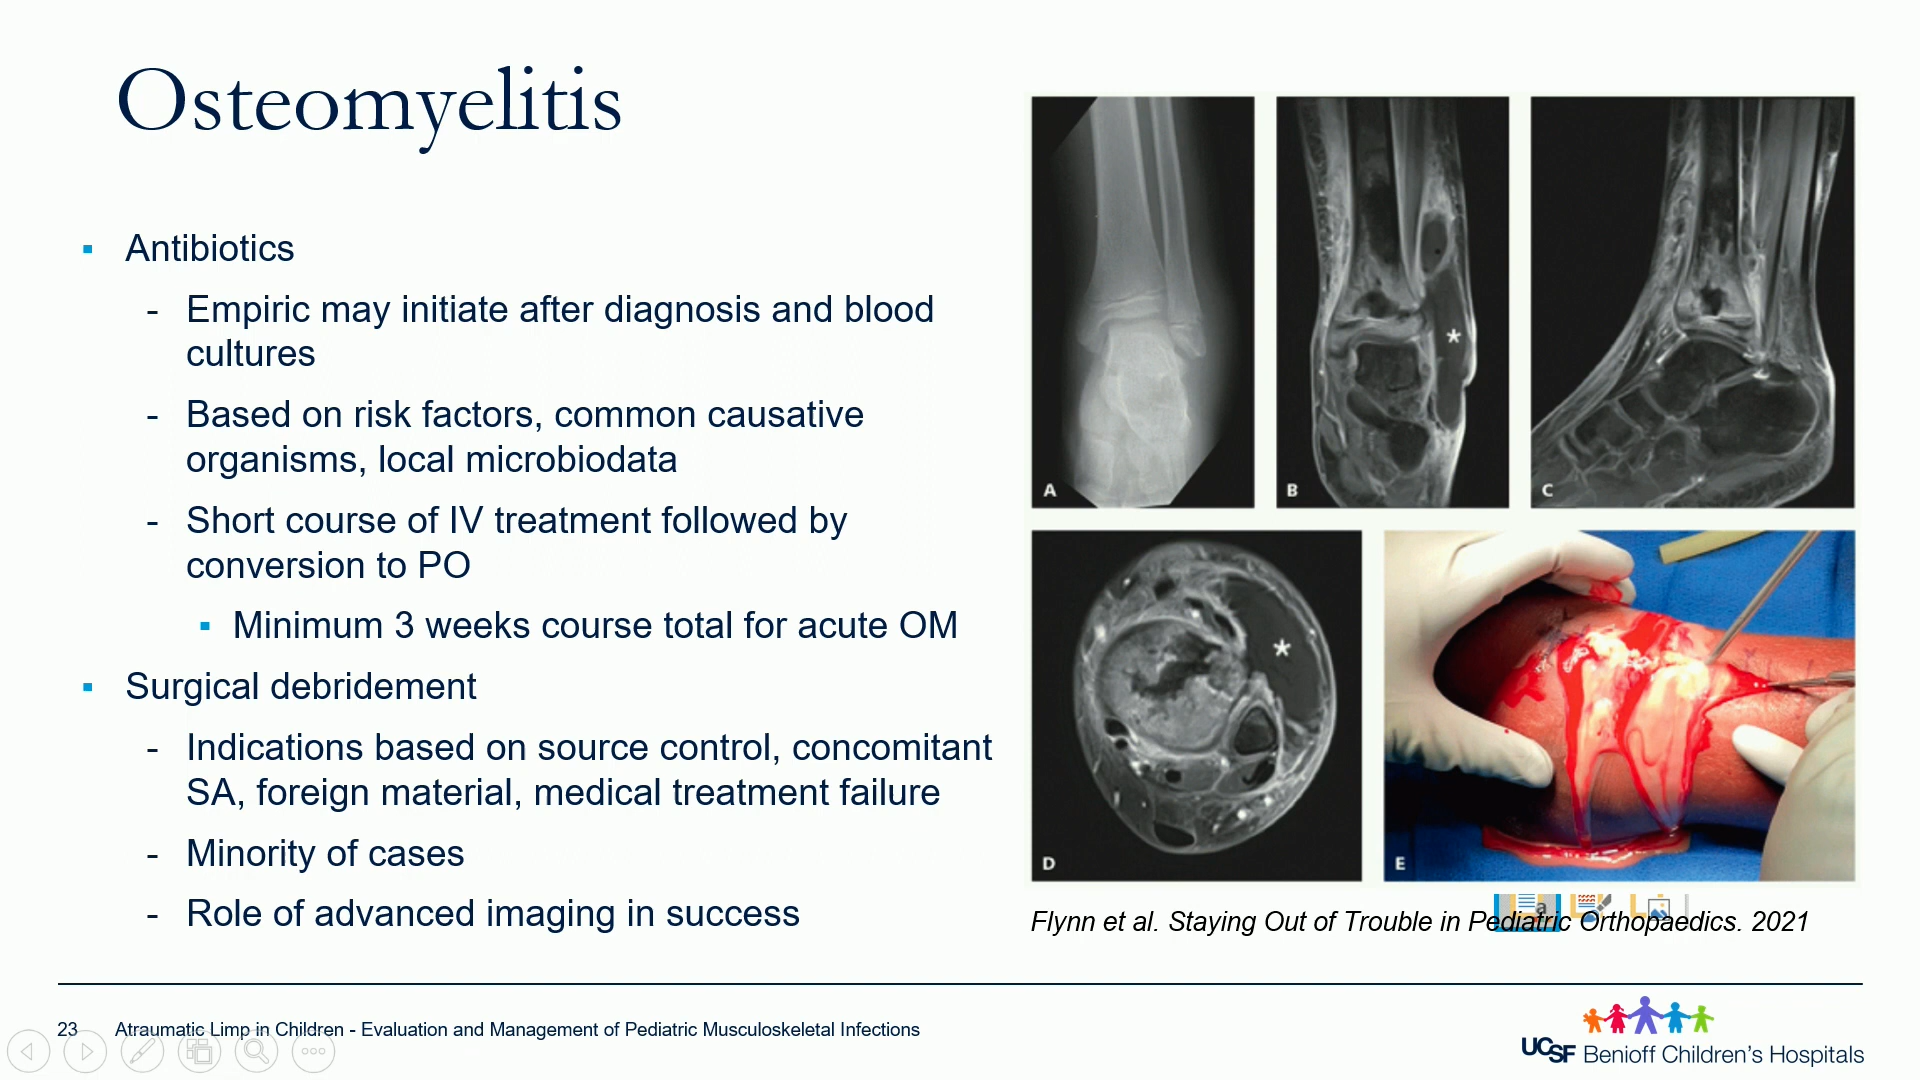 Osteomyelitis
▪ Antibiotics
- Empiric may initiate after diagnosis and blood
cultures
- Based on risk factors, common causative
organisms, local microbiodata
- Short course of IV treatment followed by
conversion to PO
▪ Minimum 3 weeks course total for acute OM
▪ Surgical debridement
- Indications based on source control, concomitant
SA, foreign material, medical treatment failure
- Minority of cases
- Role of advanced imaging in success
A
B
*
C
D
*
E
a
Flynn et al. Staying Out of Trouble in Pediatric Orthopaedics. 2021
23 Atraumatic Limp in Children - Evaluation and Management of Pediatric Musculoskeletal Infections
UCSF Benioff Children's Hospitals